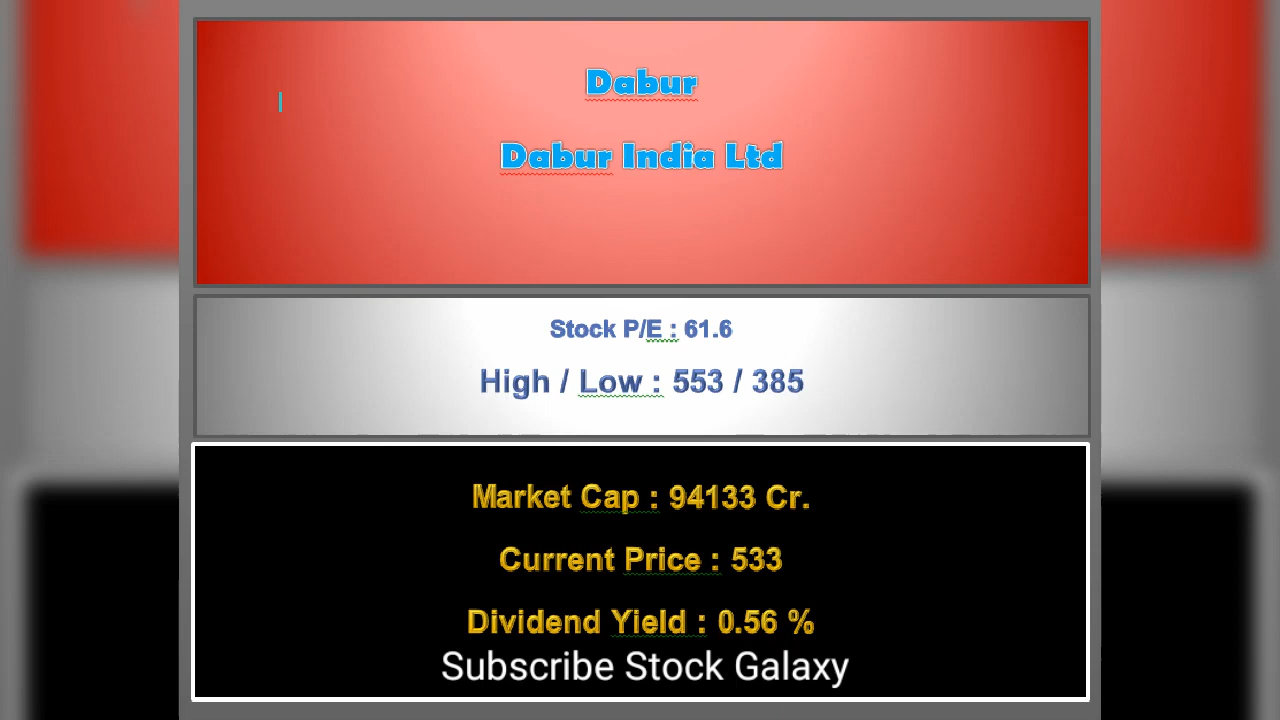 Dabur
Dabur India Ltd
Stock P/E : 61.6
High / Low : 553 / 385
Market Cap : 94133 Cr.
Current Price : 533
Dividend Yield : 0.56 %
Subscribe Stock Galaxy